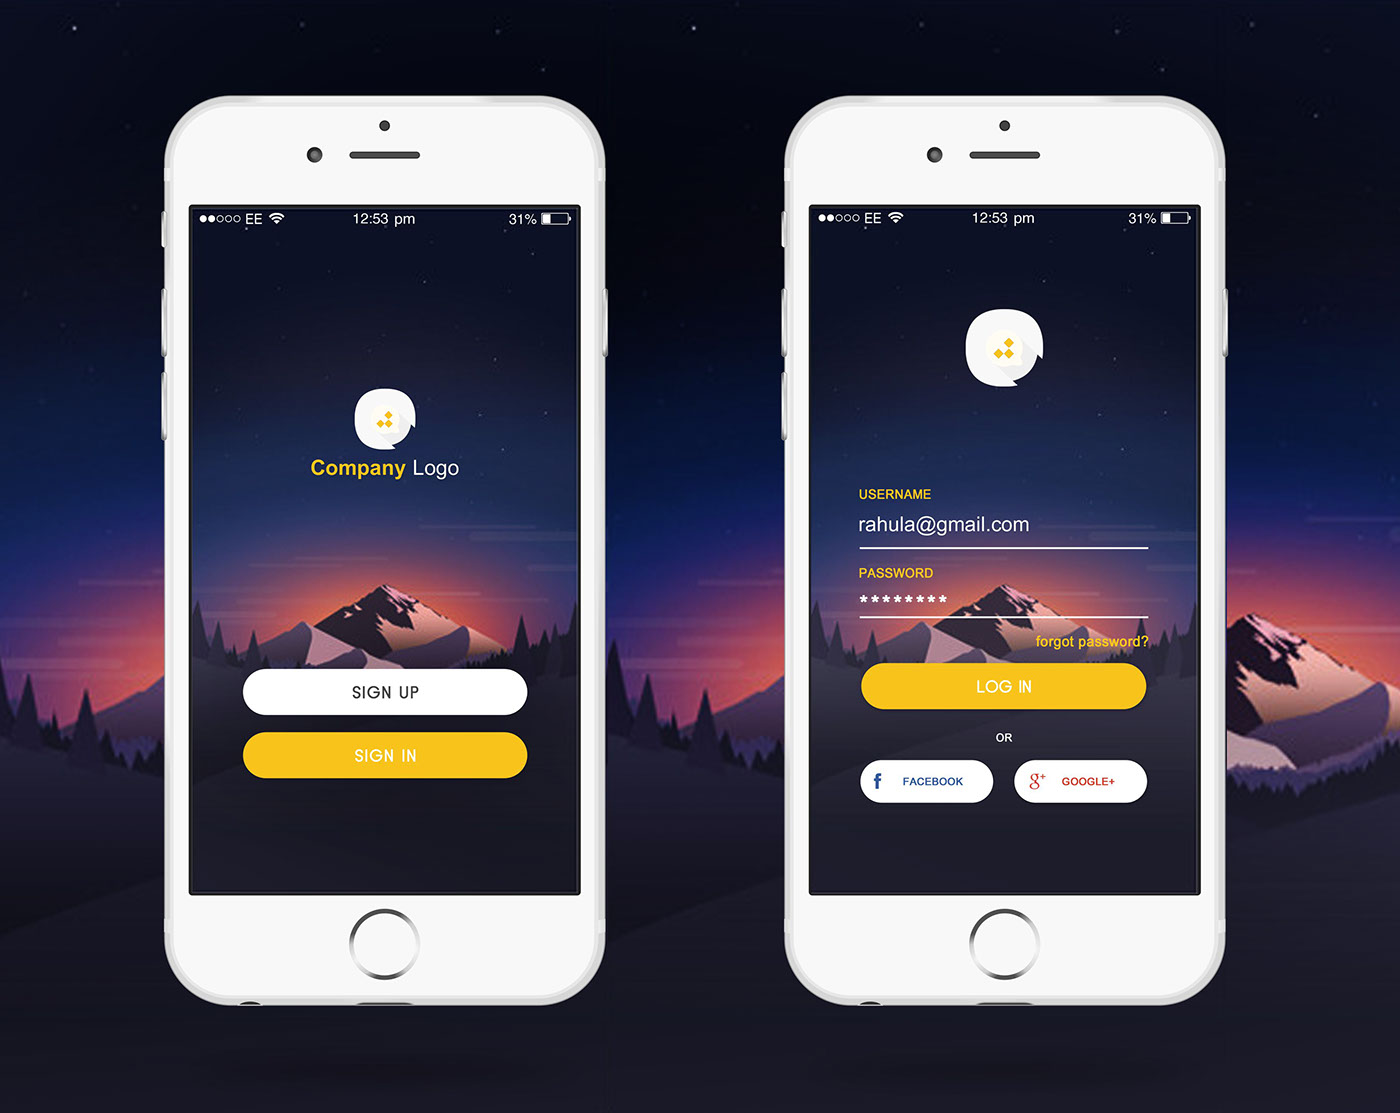 EE 12:53 pm 31%
Company Logo
SIGN UP
SIGN IN
EE 12:53 pm 31%
USERNAME
rahula@gmail.com
PASSWORD
********
forgot password?
LOG IN
OR
f FACEBOOK
g+ GOOGLE+